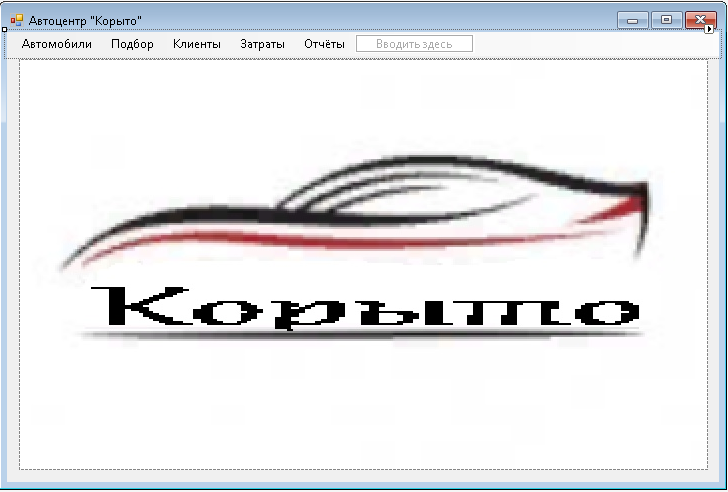 Автоцентр "Корыто"
Автомобили Подбор Клиенты Затраты Отчёты Вводить здесь
Корыто